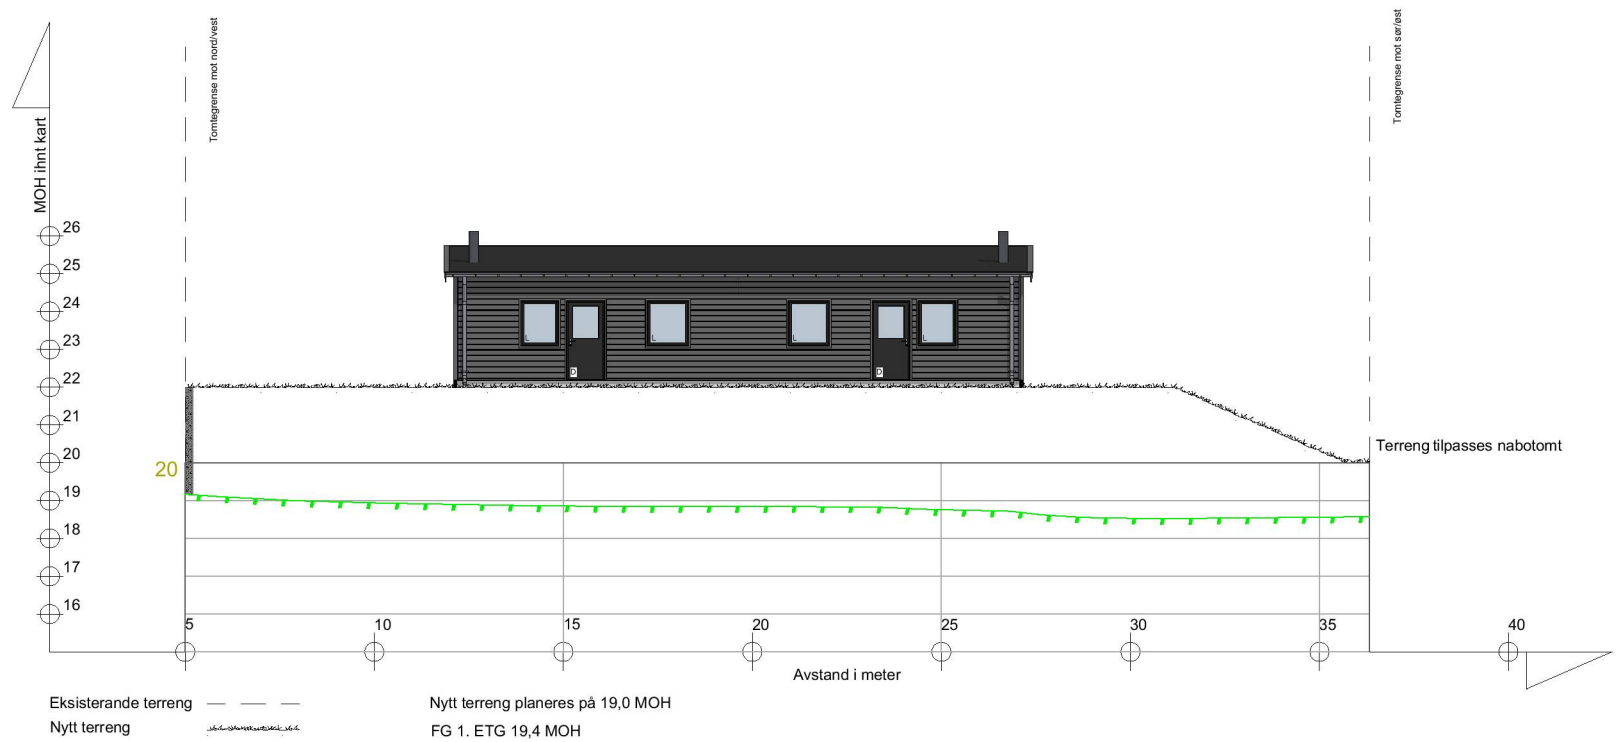 Tomtegrense mot nord/vest
Tomtegrense mot sør/øst
MOH ihnt kart
26
25
24
23
22
21
20
19
18
17
16
20
D
D
Terreng tilpasses nabotomt
5
10
15
20
25
30
35
40
Avstand i meter
Eksisterande terreng
Nytt terreng planeres på 19,0 MOH
Nytt terreng
FG 1. ETG 19,4 MOH